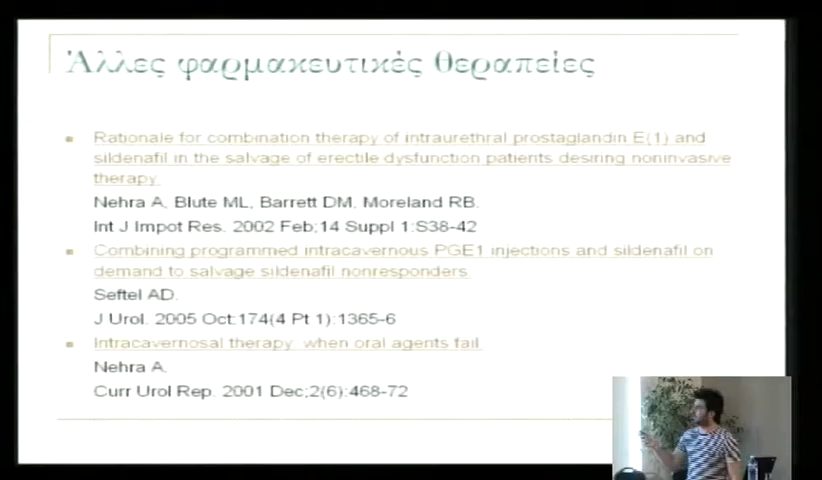 Άλλες φαρμακευτικές θεραπείες
Rationale for combination therapy of intraurethral prostaglandin E(1) and
sildenafil in the salvage of erectile dysfunction patients desiring noninvasive
therapy.
Nehra A, Blute ML, Barrett DM, Moreland RB.
Int J Impot Res. 2002 Feb;14 Suppl 1:S38-42
Combining programmed intracavernous PGE1 injections and sildenafil on
demand to salvage sildenafil nonresponders.
Seftel AD.
J Urol. 2005 Oct;174(4 Pt 1):1365-6
Intracavernosal therapy: when oral agents fail.
Nehra A.
Curr Urol Rep. 2001 Dec;2(6):468-72